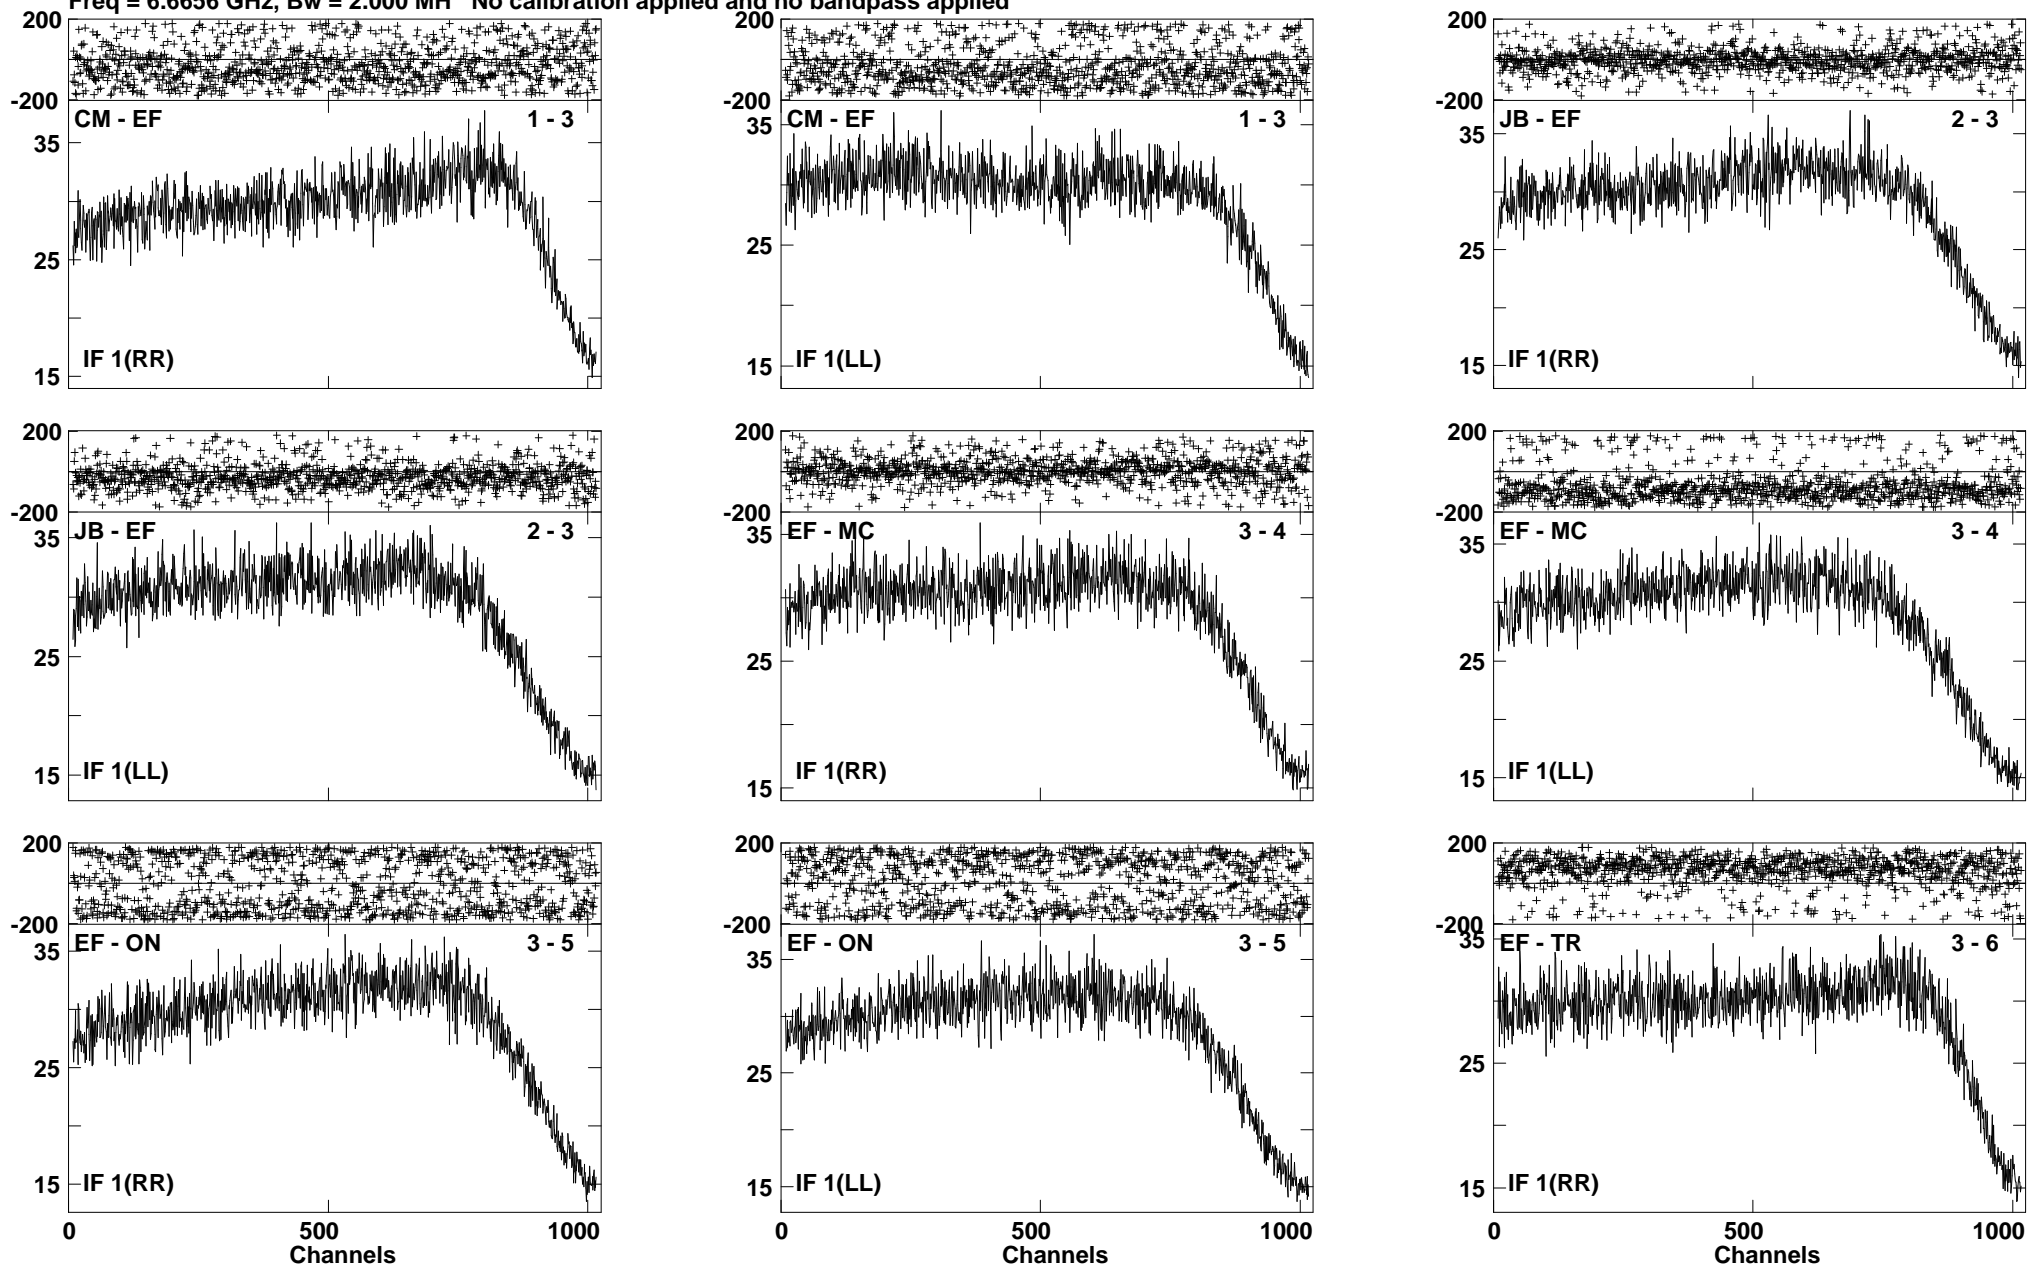 Freq = 6.6656 GHz, Bw = 2.000 MH No calibration applied and no bandpass applied
200
-200
CM - EF 1 - 3
35
25
15
IF 1(RR)
-200
CM - EF 1 - 3
35
25
15
IF 1(LL)
200
-200
JB - EF 2 - 3
35
25
15
IF 1(RR)
200
-200
JB - EF 2 - 3
35
25
15
IF 1(LL)
200
EF - MC 3 - 4
35
25
15
IF 1(RR)
200
-200
EF - MC 3 - 4
35
25
15
IF 1(LL)
200
-200
EF - ON 3 - 5
35
25
15
IF 1(RR)
0 500 1000
Channels
200
-200
EF - ON 3 - 5
35
25
15
IF 1(LL)
0 500 1000
Channels
200
-200
EF - TR 3 - 6
35
25
15
IF 1(RR)
0 500 1000
Channels